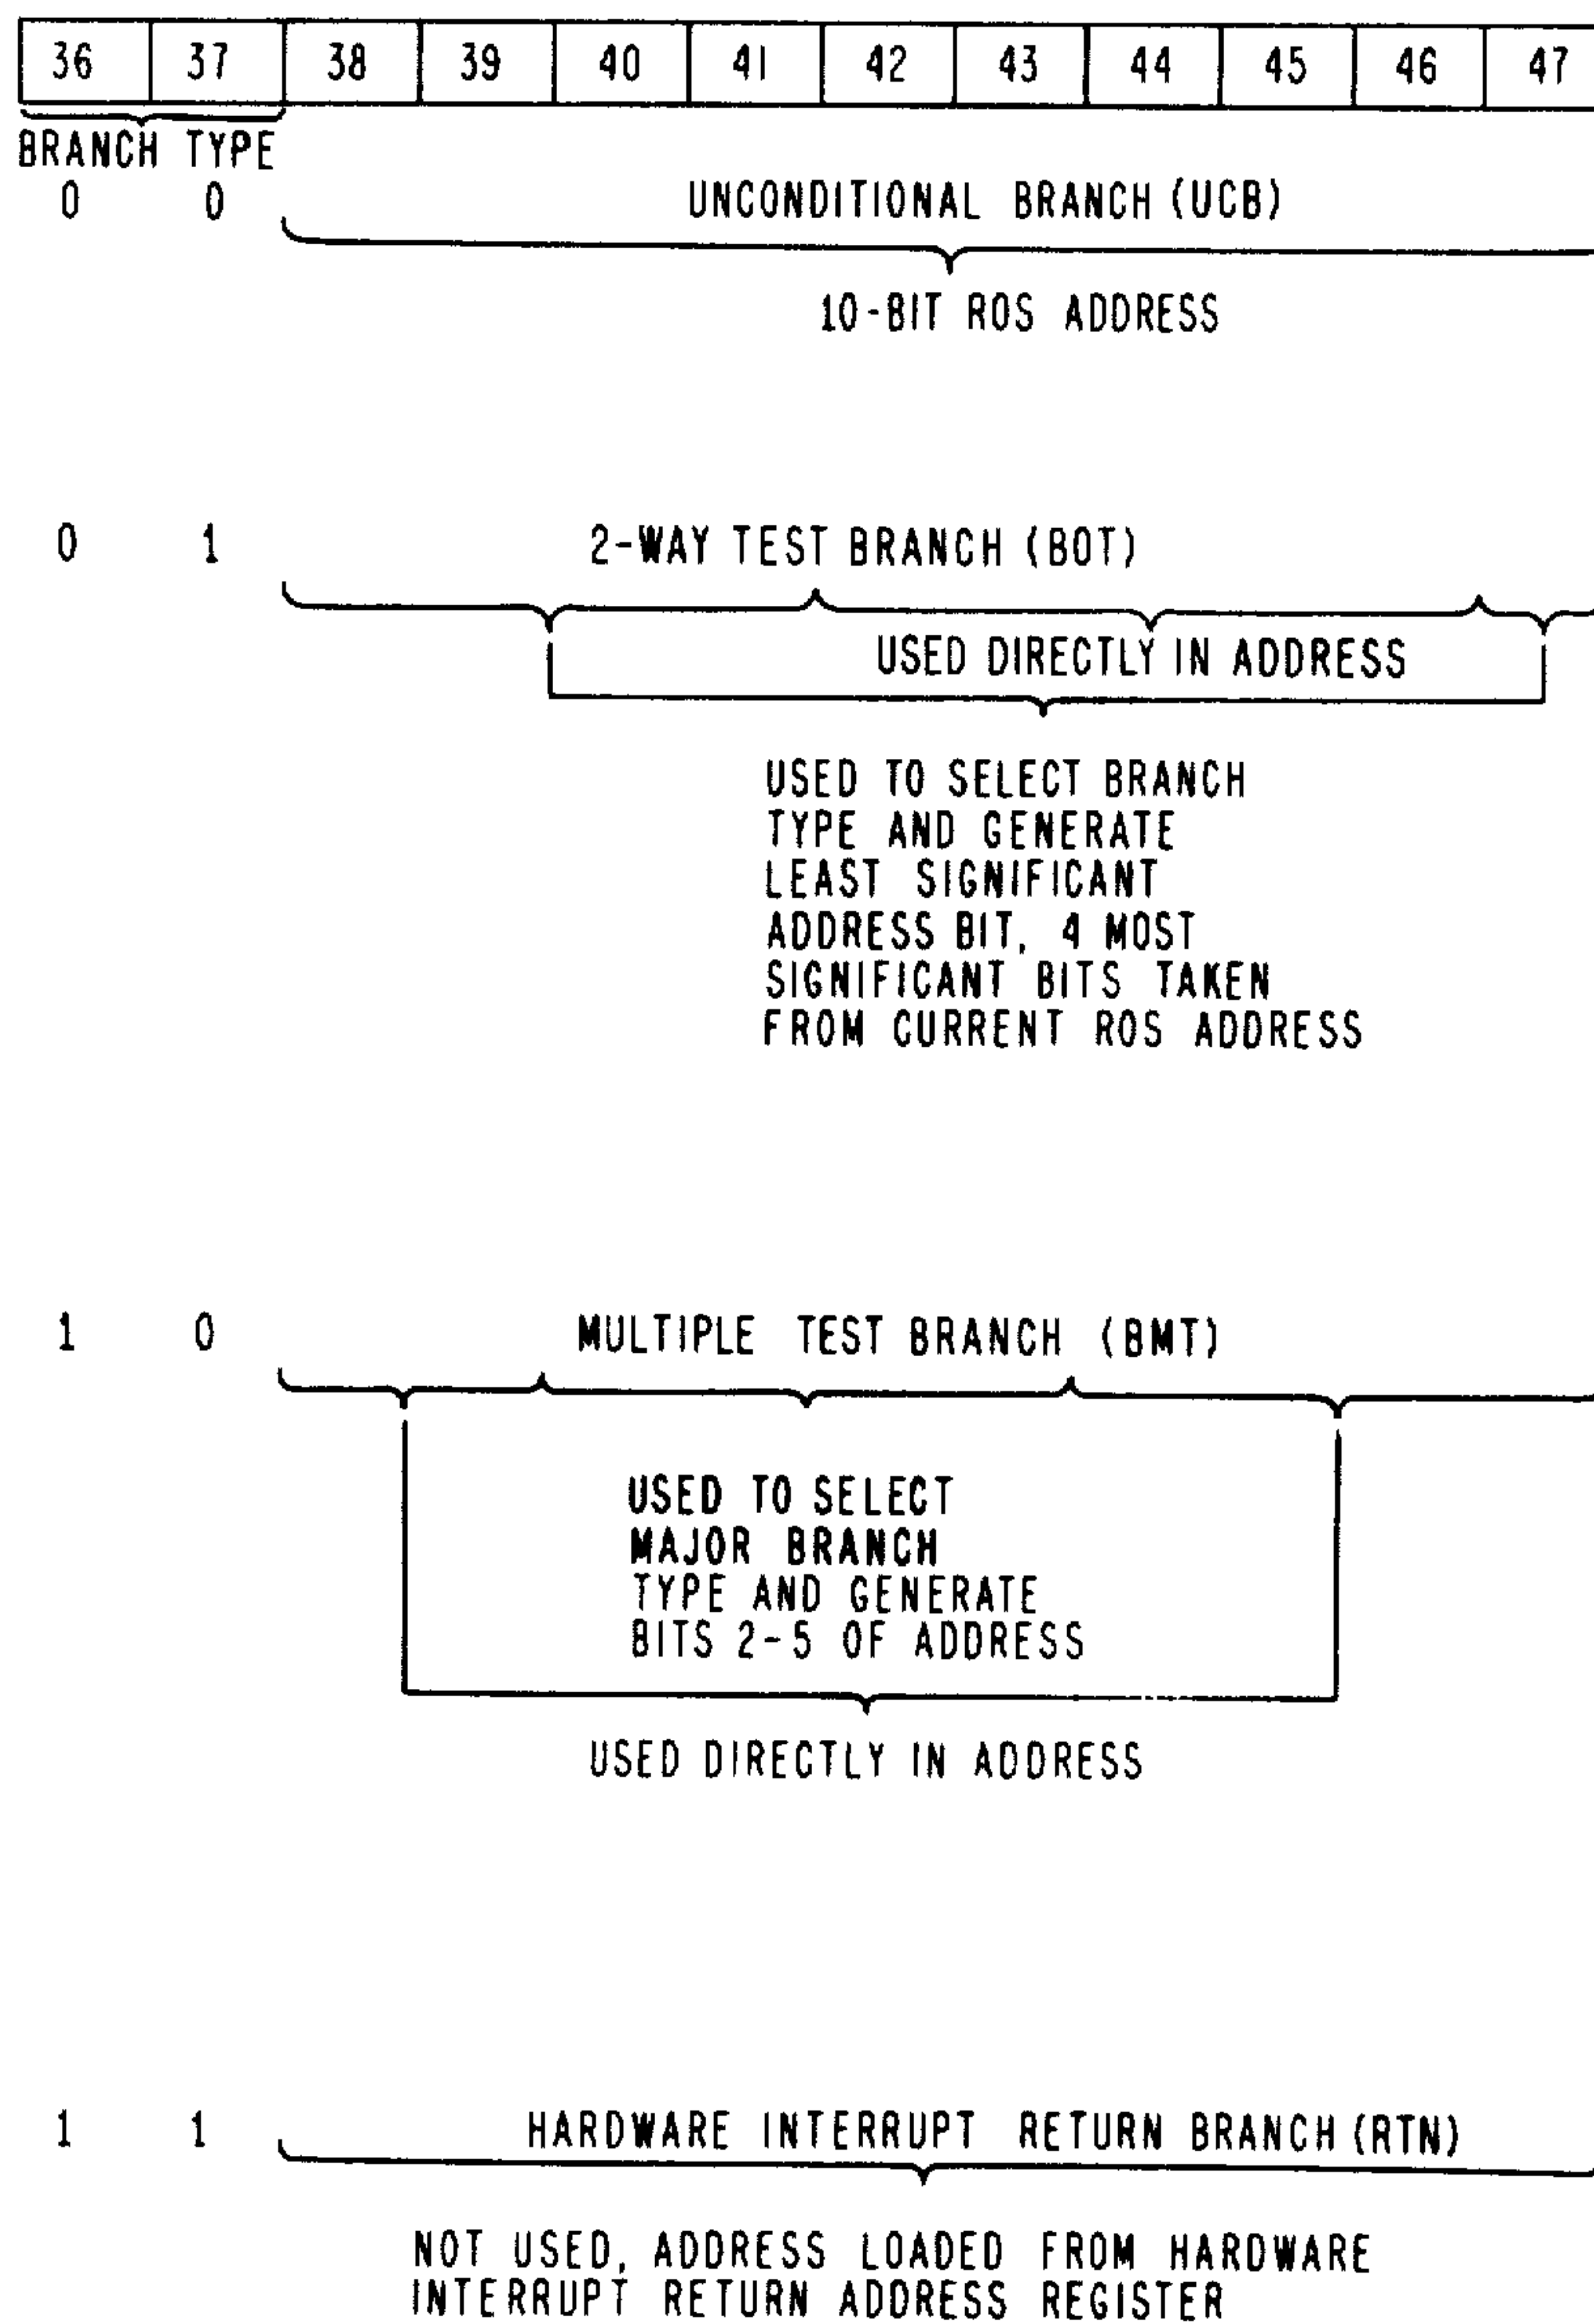 36 37 38 39 40 41 42 43 44 45 46 47
BRANCH TYPE
0 0 UNCONDITIONAL BRANCH (UCB)
10-BIT ROS ADDRESS
0 1 2-WAY TEST BRANCH (BOT)
USED DIRECTLY IN ADDRESS
USED TO SELECT BRANCH
TYPE AND GENERATE
LEAST SIGNIFICANT
ADDRESS BIT, 4 MOST
SIGNIFICANT BITS TAKEN
FROM CURRENT ROS ADDRESS
1 0 MULTIPLE TEST BRANCH (BMT)
USED TO SELECT
MAJOR BRANCH
TYPE AND GENERATE
BITS 2-5 OF ADDRESS
USED DIRECTLY IN ADDRESS
1 1 HARDWARE INTERRUPT RETURN BRANCH (RTN)
NOT USED, ADDRESS LOADED FROM HARDWARE
INTERRUPT RETURN ADDRESS REGISTER